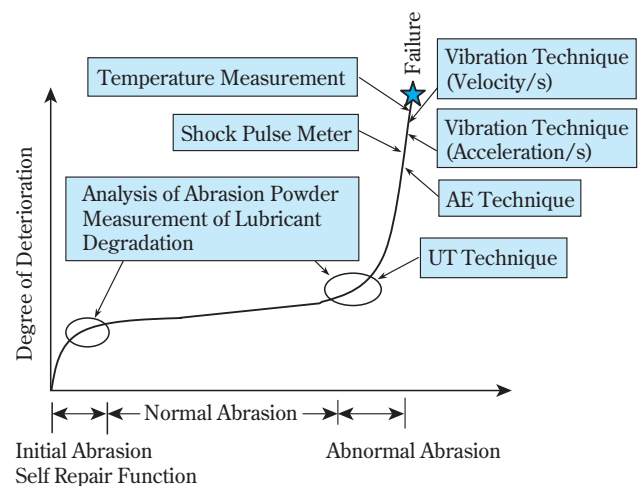 Failure
Temperature Measurement
Vibration Technique
(Velocity/s)
Shock Pulse Meter
Vibration Technique
(Acceleration/s)
Analysis of Abrasion Powder
Measurement of Lubricant
Degradation
AE Technique
UT Technique
Degree of Deterioration
Normal Abrasion
Initial Abrasion
Self Repair Function
Abnormal Abrasion